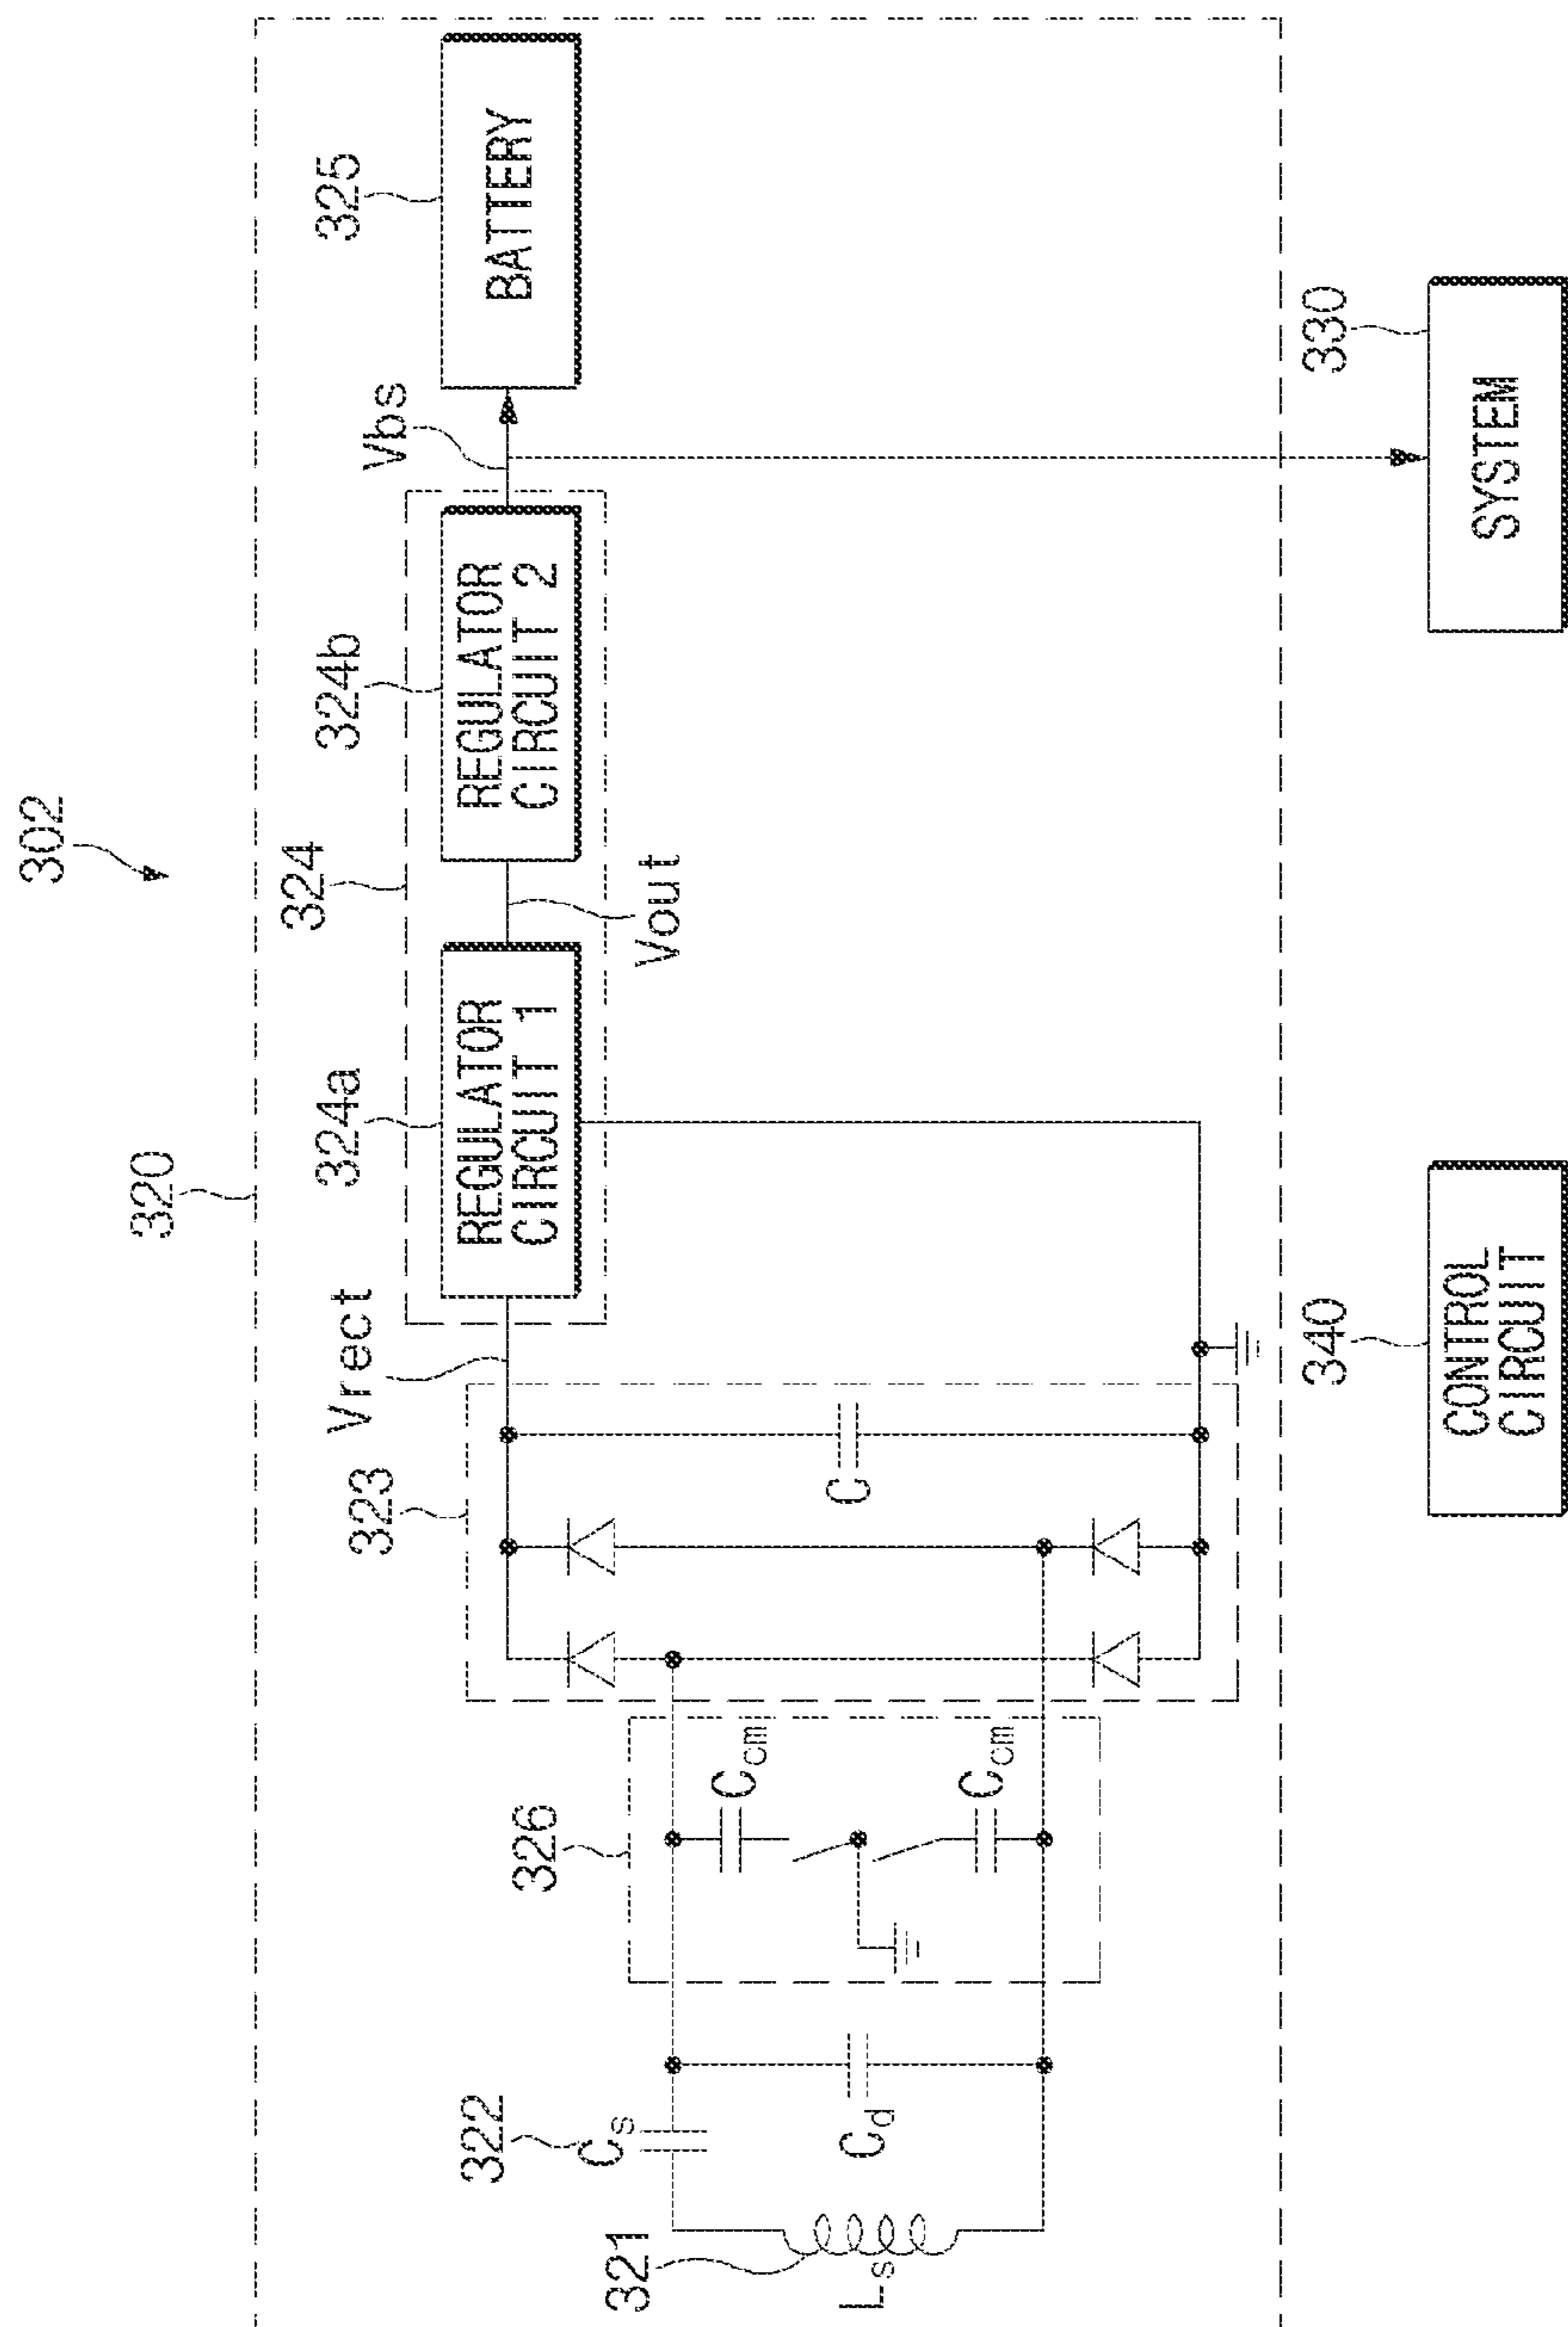 302
320
321
Ls
322
Cs
Cd
326
Ccm
Ccm
323
C
Vrect
324
324a
REGULATOR
CIRCUIT 1
Vout
324b
REGULATOR
CIRCUIT 2
Vbs
325
BATTERY
340
CONTROL
CIRCUIT
330
SYSTEM